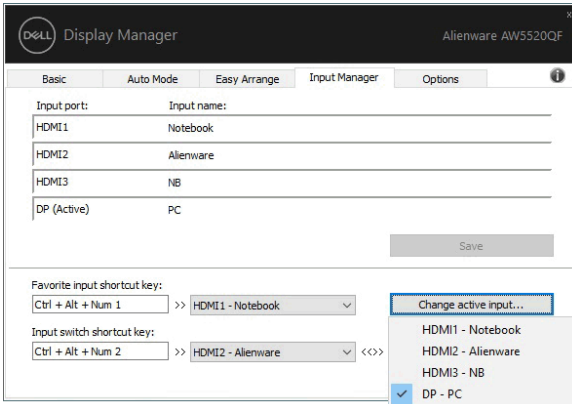 DELL Display Manager Alienware AW5520QF
x
Basic Auto Mode Easy Arrange Input Manager Options i
Input port: Input name:
HDMI1 Notebook
HDMI2 Alienware
HDMI3 NB
DP (Active) PC
Save
Favorite input shortcut key:
Ctrl + Alt + Num 1 >> HDMI1 - Notebook Change active input...
Input switch shortcut key:
Ctrl + Alt + Num 2 >> HDMI2 - Alienware <<>>
HDMI1 - Notebook
HDMI2 - Alienware
HDMI3 - NB
DP - PC